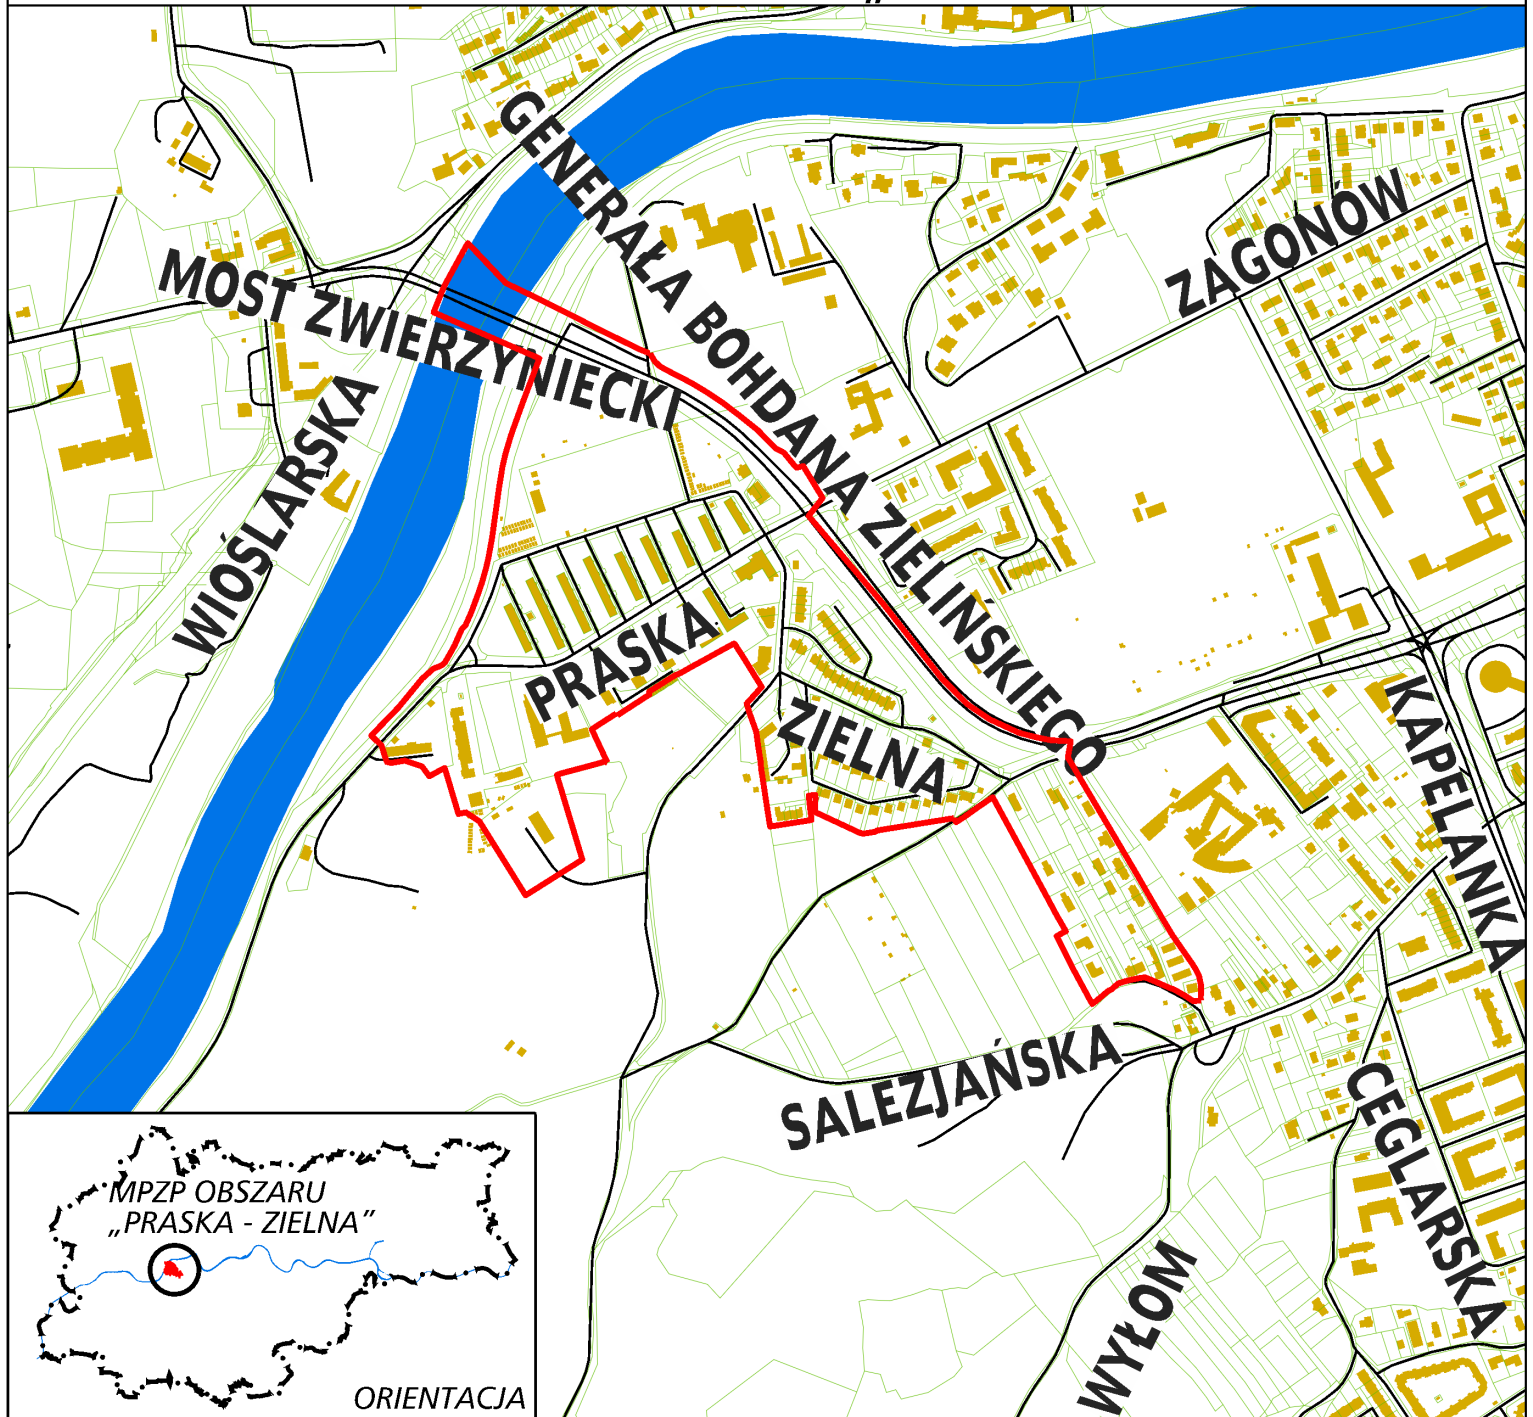 GENERAŁA BOHDANA ZIELIŃSKIEGO
ZAGONÓW
MOST ZWIERZYNIECKI
WIOŚLARSKA
PRASKA
ZIELNA
KAPELANKA
SALEZJAŃSKA
CEGLARSKA
WYŁOM
MPZP OBSZARU
„PRASKA - ZIELNA”
ORIENTACJA